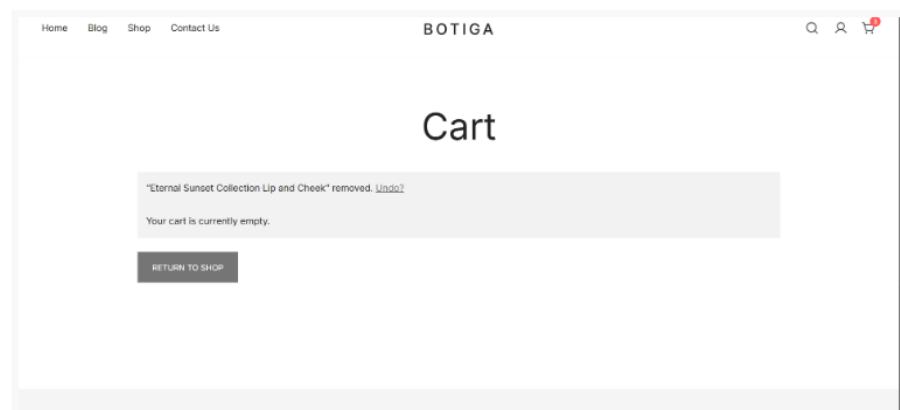 Home Blog Shop Contact Us BOTIGA
Cart
"Eternal Sunset Collection Lip and Cheek" removed. Undo?
Your cart is currently empty.
RETURN TO SHOP